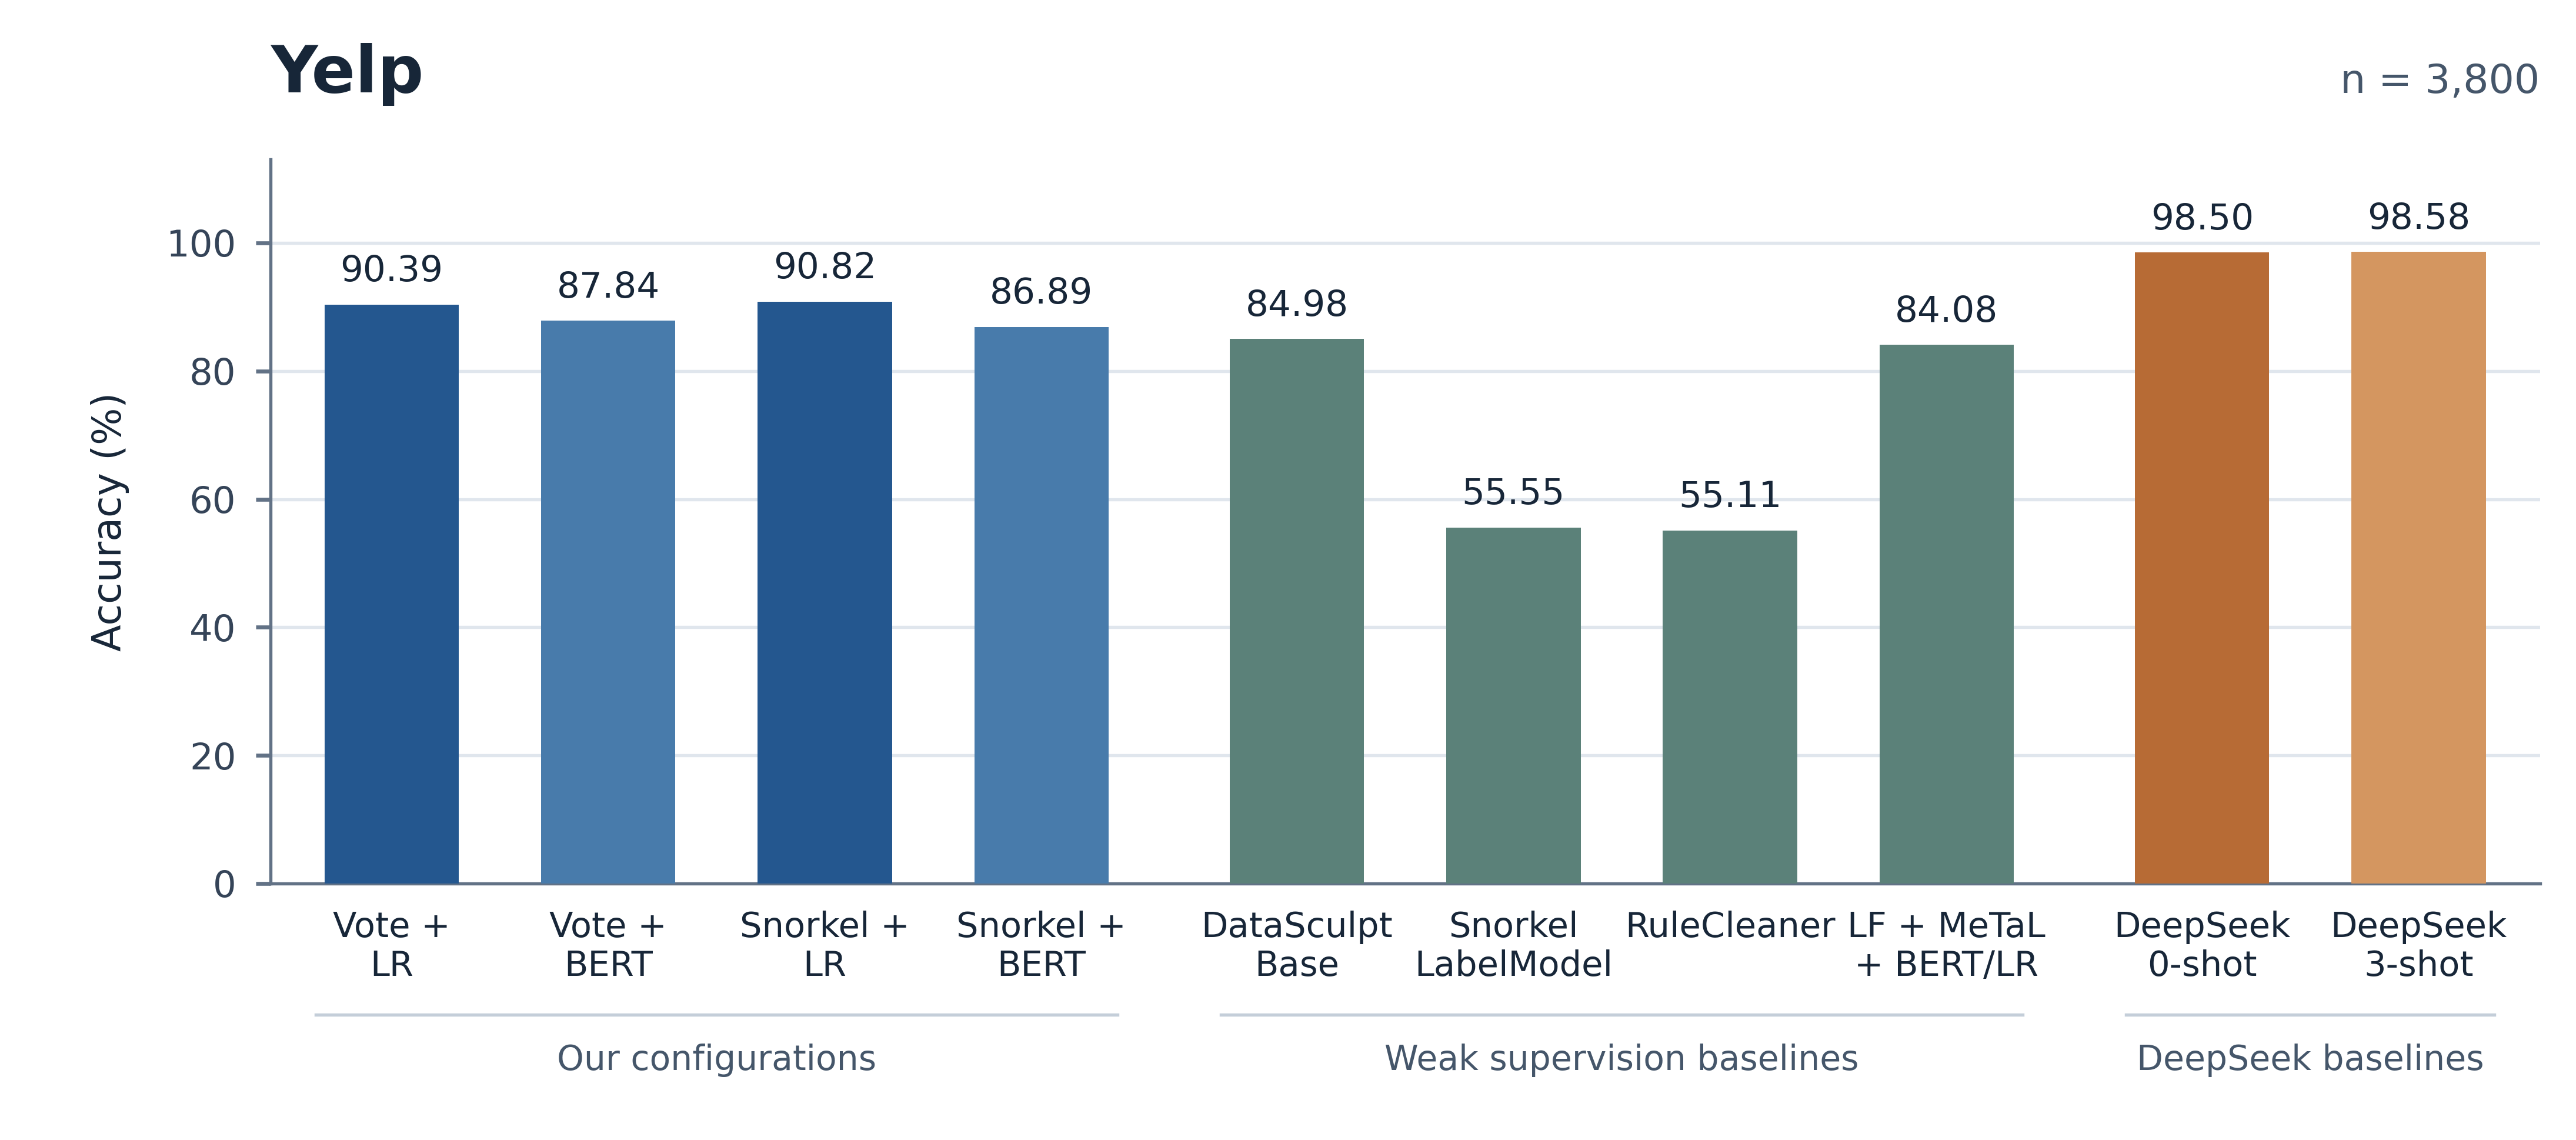 Yelp
n = 3,800
Accuracy (%)
100
80
60
40
20
0
90.39
87.84
90.82
86.89
84.98
55.55
55.11
84.08
98.50
98.58
Vote +
LR
Vote +
BERT
Snorkel +
LR
Snorkel +
BERT
DataSculpt
Base
Snorkel
LabelModel
RuleCleaner
LF + MeTaL
+ BERT/LR
DeepSeek
0-shot
DeepSeek
3-shot
Our configurations
Weak supervision baselines
DeepSeek baselines